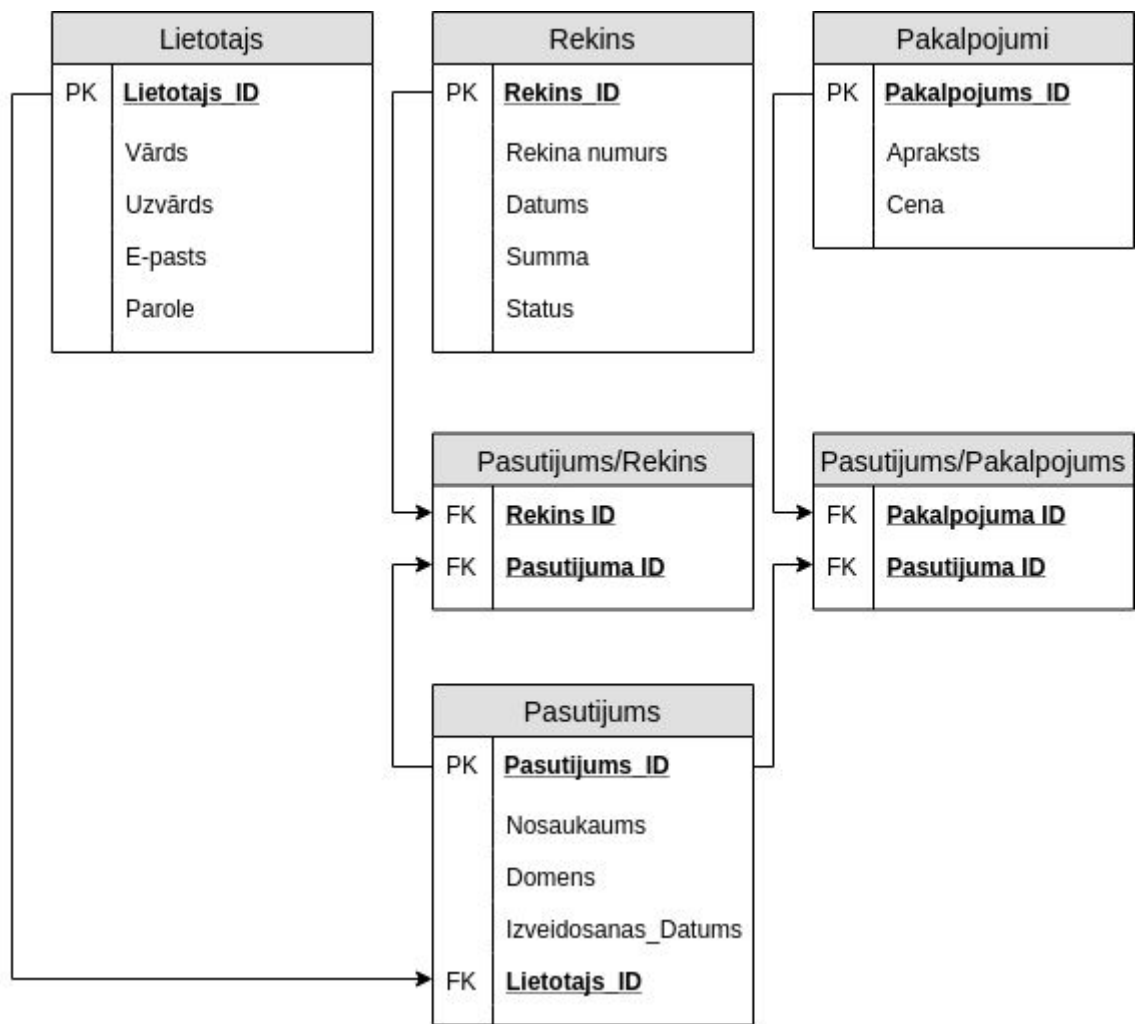 Lietotajs
PK Lietotajs_ID
Vārds
Uzvārds
E-pasts
Parole
Rekins
PK Rekins_ID
Rekina numurs
Datums
Summa
Status
Pakalpojumi
PK Pakalpojums_ID
Apraksts
Cena
Pasutijums/Rekins
FK Rekins ID
FK Pasutijuma ID
Pasutijums/Pakalpojums
FK Pakalpojuma ID
FK Pasutijuma ID
Pasutijums
PK Pasutijums_ID
Nosaukaums
Domens
Izveidosanas_Datums
FK Lietotajs_ID